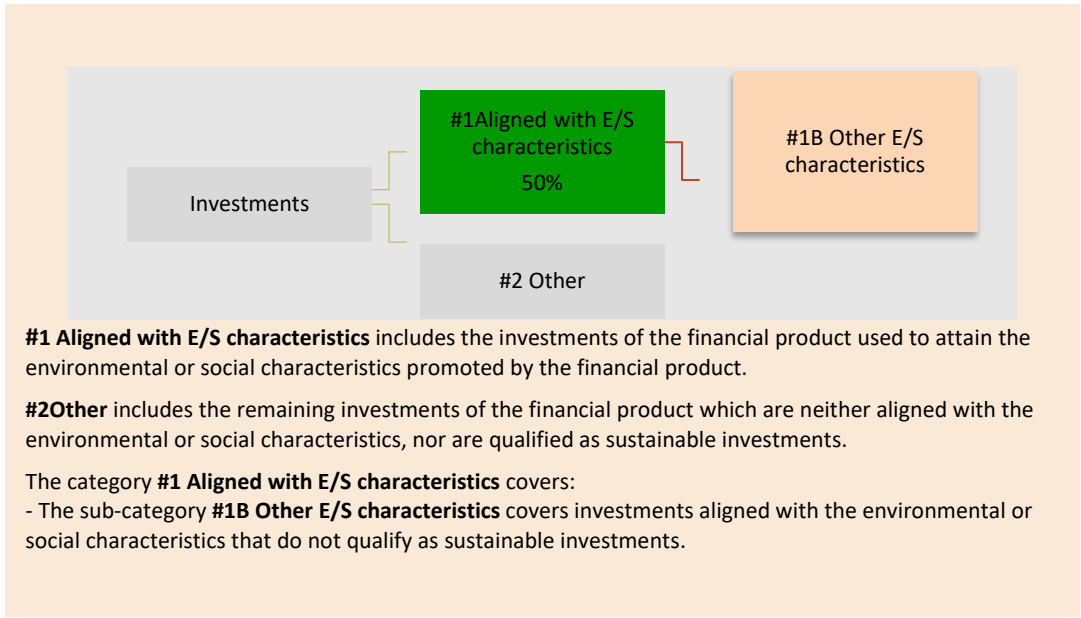 #1Aligned with E/S
characteristics
50%
#1B Other E/S
characteristics
Investments
#2 Other
#1 Aligned with E/S characteristics includes the investments of the financial product used to attain the
environmental or social characteristics promoted by the financial product.
#2Other includes the remaining investments of the financial product which are neither aligned with the
environmental or social characteristics, nor are qualified as sustainable investments.
The category #1 Aligned with E/S characteristics covers:
- The sub-category #1B Other E/S characteristics covers investments aligned with the environmental or
social characteristics that do not qualify as sustainable investments.